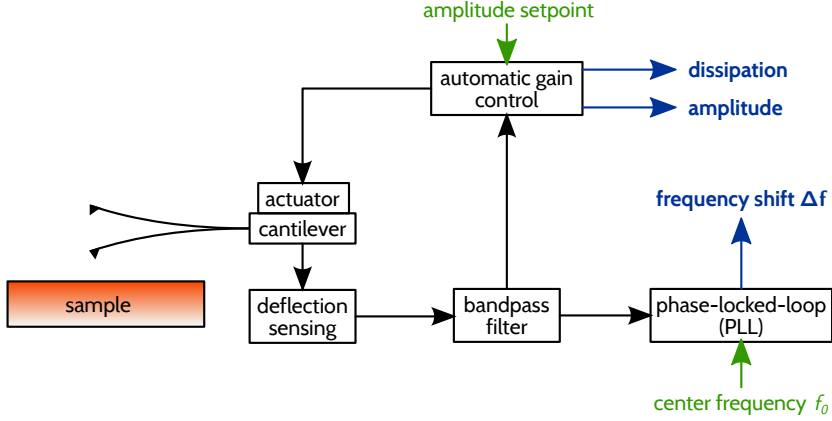 amplitude setpoint
automatic gain
control
dissipation
amplitude
actuator
cantilever
frequency shift Δf
sample
deflection
sensing
bandpass
filter
phase-locked-loop
(PLL)
center frequency f₀